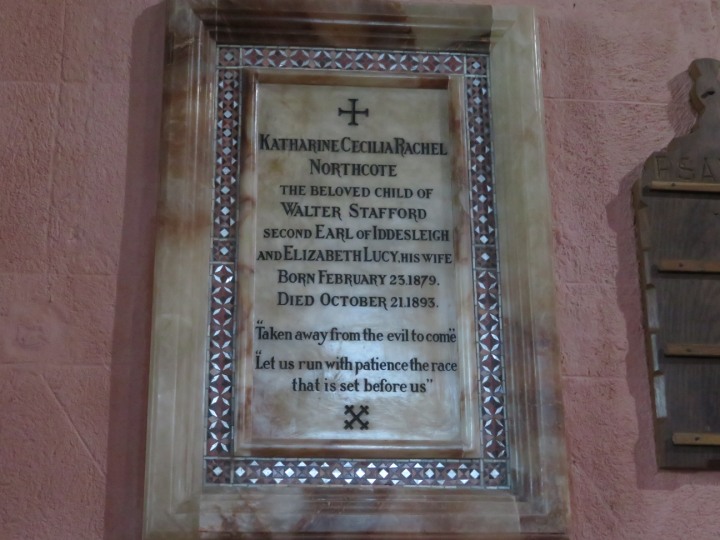 Katharine Cecilia Rachel
Northcote
the beloved child of
Walter Stafford
second Earl of Iddesleigh
and Elizabeth Lucy, his wife
Born February 23. 1879.
Died October 21. 1893.
"Taken away from the evil to come"
"Let us run with patience the race
that is set before us"
PSA